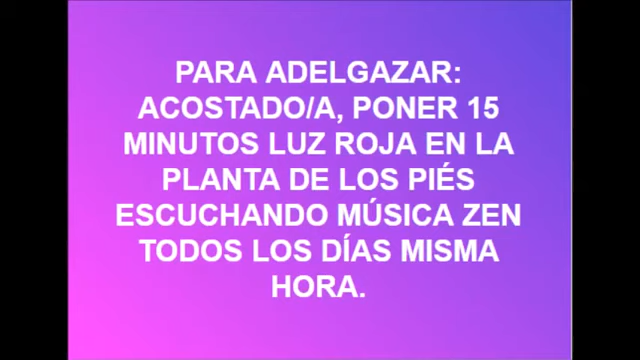 PARA ADELGAZAR:
ACOSTADO/A, PONER 15
MINUTOS LUZ ROJA EN LA
PLANTA DE LOS PIÉS
ESCUCHANDO MÚSICA ZEN
TODOS LOS DÍAS MISMA
HORA.